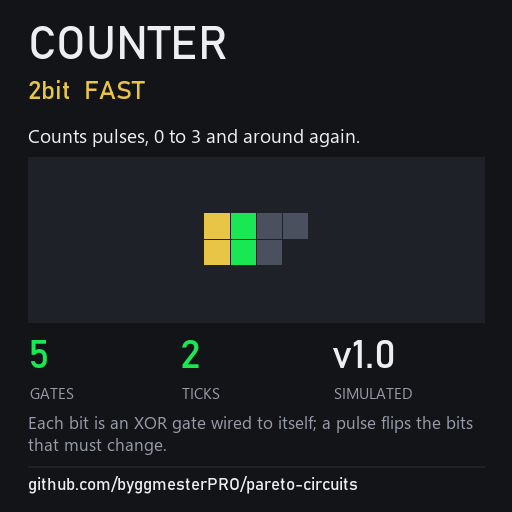 COUNTER
2bit FAST
Counts pulses, 0 to 3 and around again.
5 2 v1.0
GATES TICKS SIMULATED
Each bit is an XOR gate wired to itself; a pulse flips the bits
that must change.
github.com/byggmesterPRO/pareto-circuits